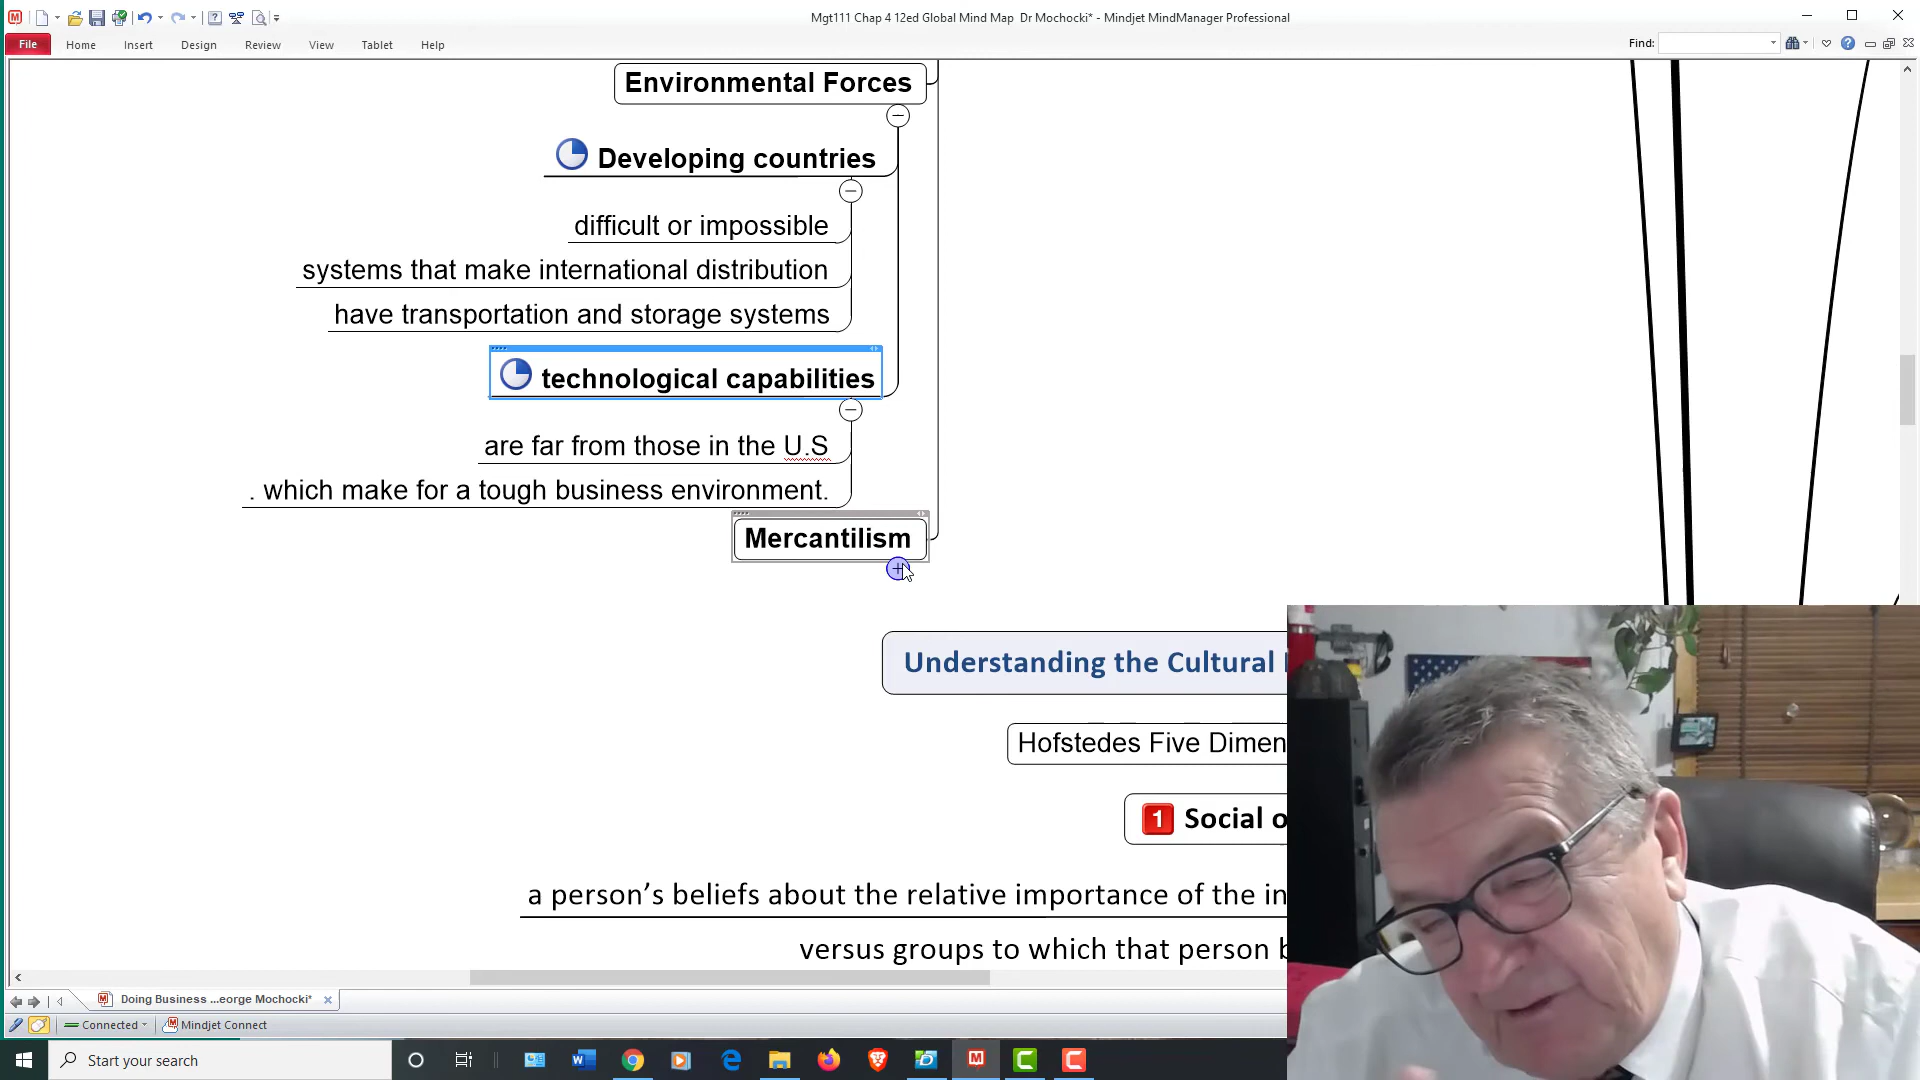 Mgt111 Chap 4 12ed Global Mind Map  Dr Mochocki* - Mindjet MindManager Professional
File Home Insert Design Review View Tablet Help Find:
Environmental Forces
Developing countries
difficult or impossible
systems that make international distribution
have transportation and storage systems
technological capabilities
are far from those in the U.S
. which make for a tough business environment.
Mercantilism
Understanding the Cultural
Hofstedes Five Dimen
1 Social o
a person’s beliefs about the relative importance of the in
versus groups to which that person b
Doing Business ...eorge Mochocki*
Connected Mindjet Connect
Start your search